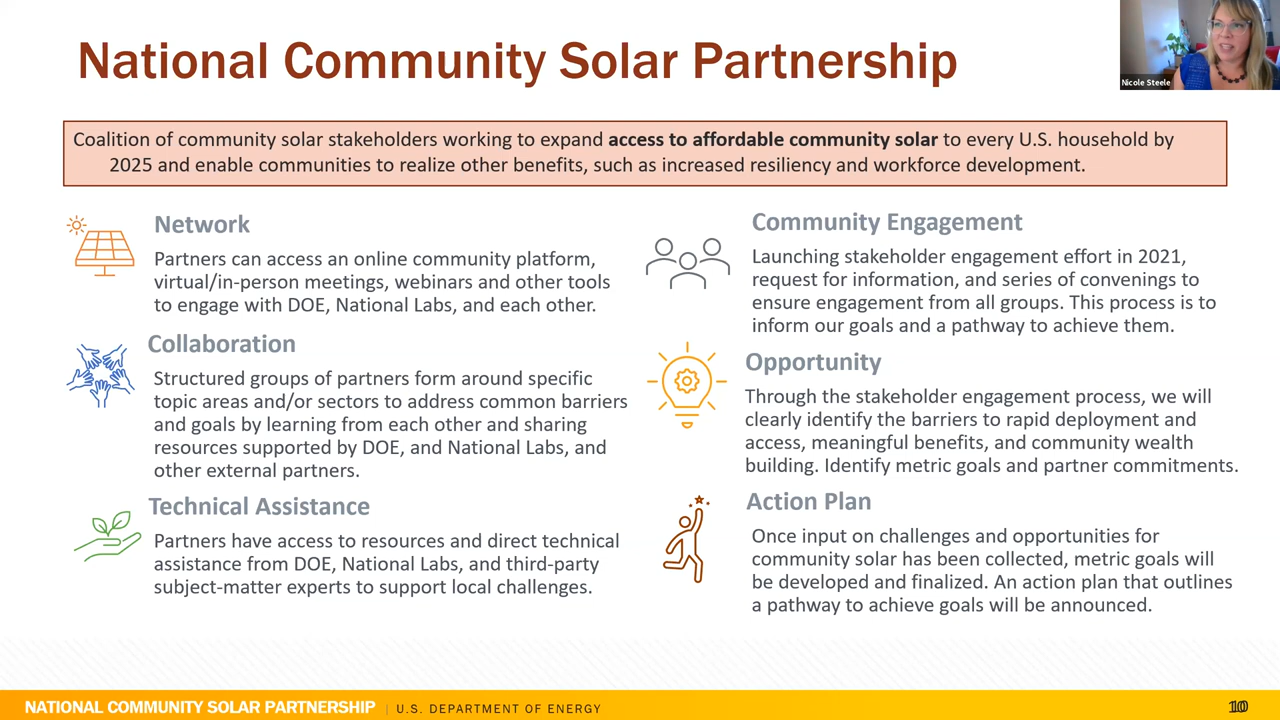 National Community Solar Partnership
Nicole Steele
Coalition of community solar stakeholders working to expand access to affordable community solar to every U.S. household by
2025 and enable communities to realize other benefits, such as increased resiliency and workforce development.
Network
Partners can access an online community platform,
virtual/in-person meetings, webinars and other tools
to engage with DOE, National Labs, and each other.
Collaboration
Structured groups of partners form around specific
topic areas and/or sectors to address common barriers
and goals by learning from each other and sharing
resources supported by DOE, and National Labs, and
other external partners.
Technical Assistance
Partners have access to resources and direct technical
assistance from DOE, National Labs, and third-party
subject-matter experts to support local challenges.
Community Engagement
Launching stakeholder engagement effort in 2021,
request for information, and series of convenings to
ensure engagement from all groups. This process is to
inform our goals and a pathway to achieve them.
Opportunity
Through the stakeholder engagement process, we will
clearly identify the barriers to rapid deployment and
access, meaningful benefits, and community wealth
building. Identify metric goals and partner commitments.
Action Plan
Once input on challenges and opportunities for
community solar has been collected, metric goals will
be developed and finalized. An action plan that outlines
a pathway to achieve goals will be announced.
NATIONAL COMMUNITY SOLAR PARTNERSHIP | U.S. DEPARTMENT OF ENERGY
10